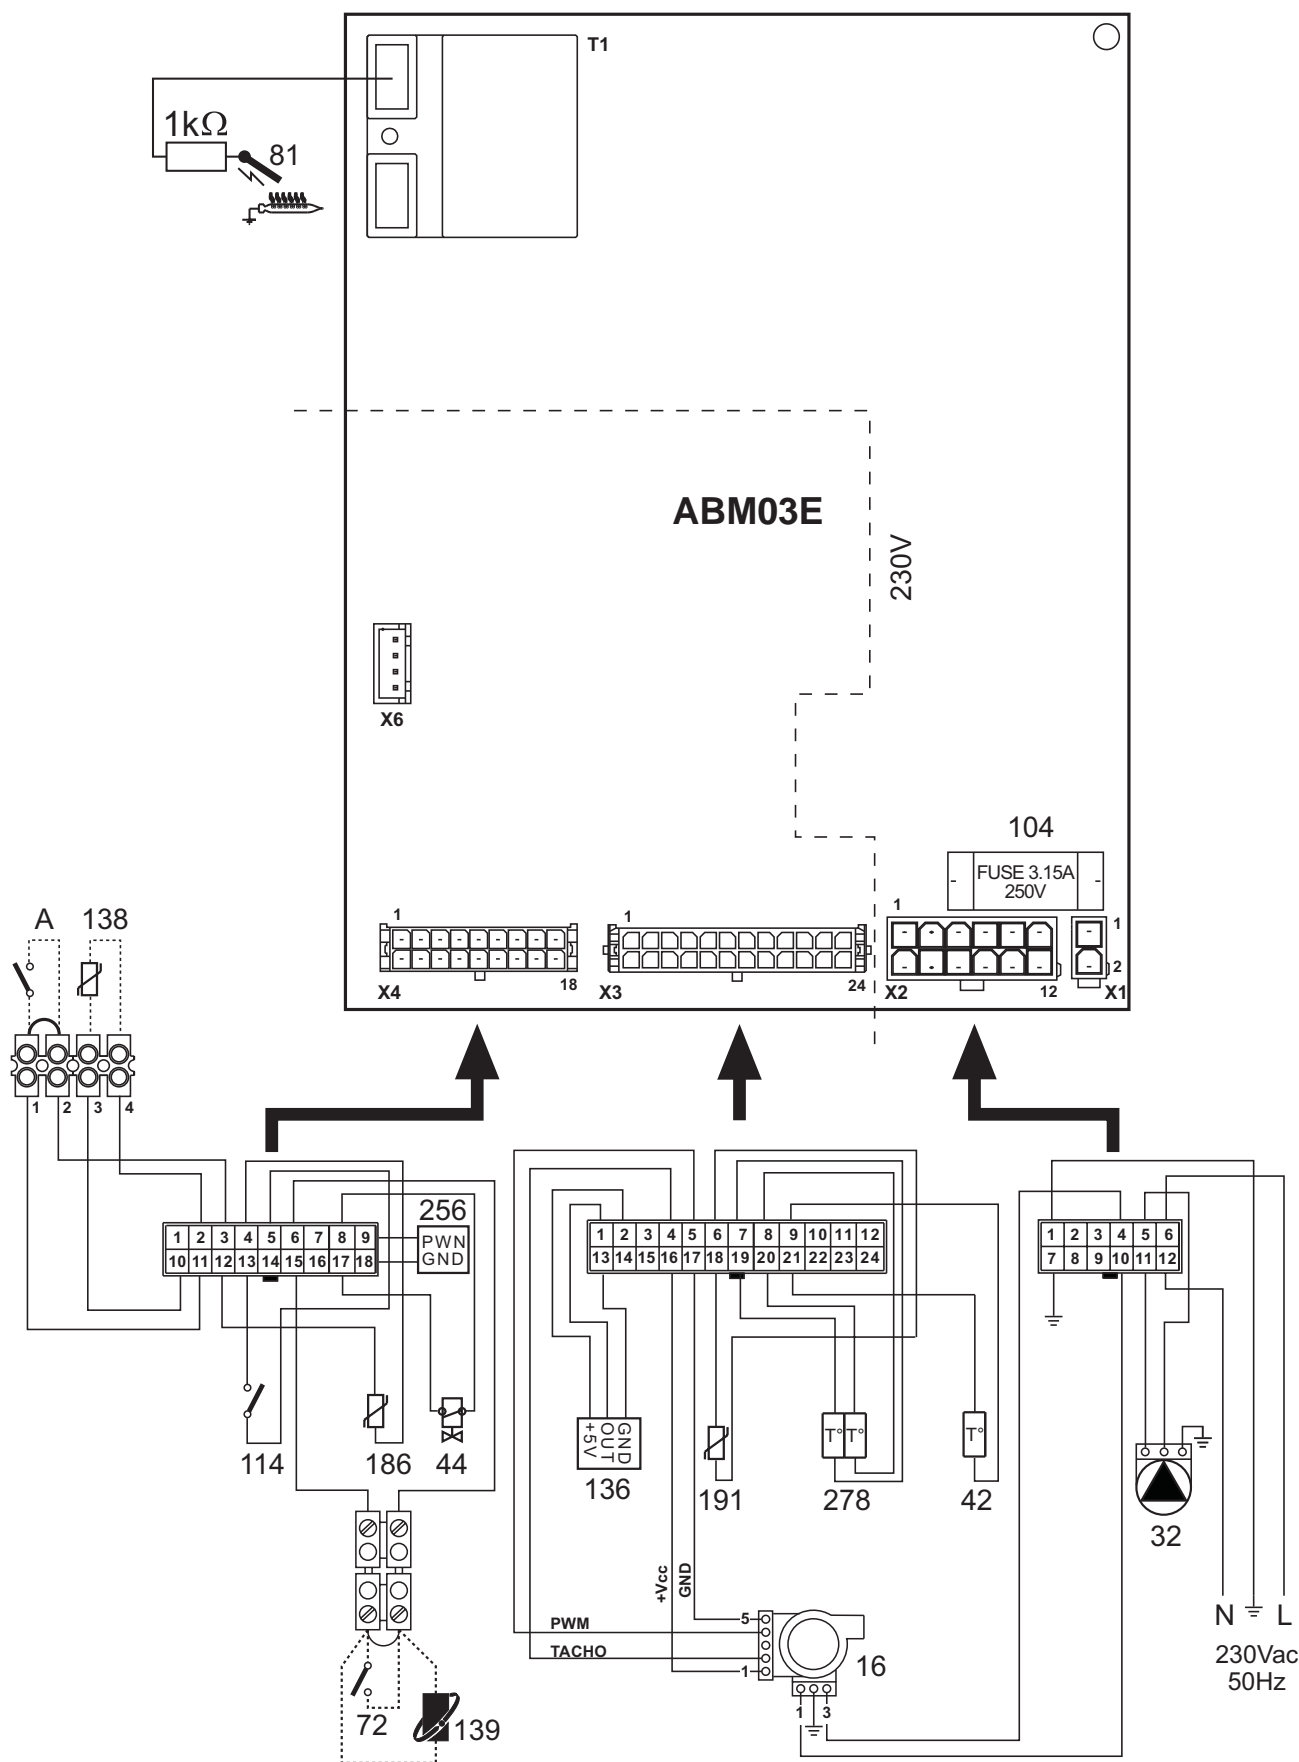 T1
1kΩ
81
ABM03E
230V
X6
104
FUSE 3.15A
250V
A 138
1 1 1 1
18 24 12 2
X4 X3 X2 X1
1 2 3 4
256
1 2 3 4 5 6 7 8 9
10 11 12 13 14 15 16 17 18
PWN
GND
1 2 3 4 5 6 7 8 9 10 11 12
13 14 15 16 17 18 19 20 21 22 23 24
1 2 3 4 5 6
7 8 9 10 11 12
114 186 44
+5V
OUT
GND
136
191
T° T°
278
T°
42
32
+Vcc
GND
PWM
TACHO
5
1
16
1 3
N L
230Vac
50Hz
72
139